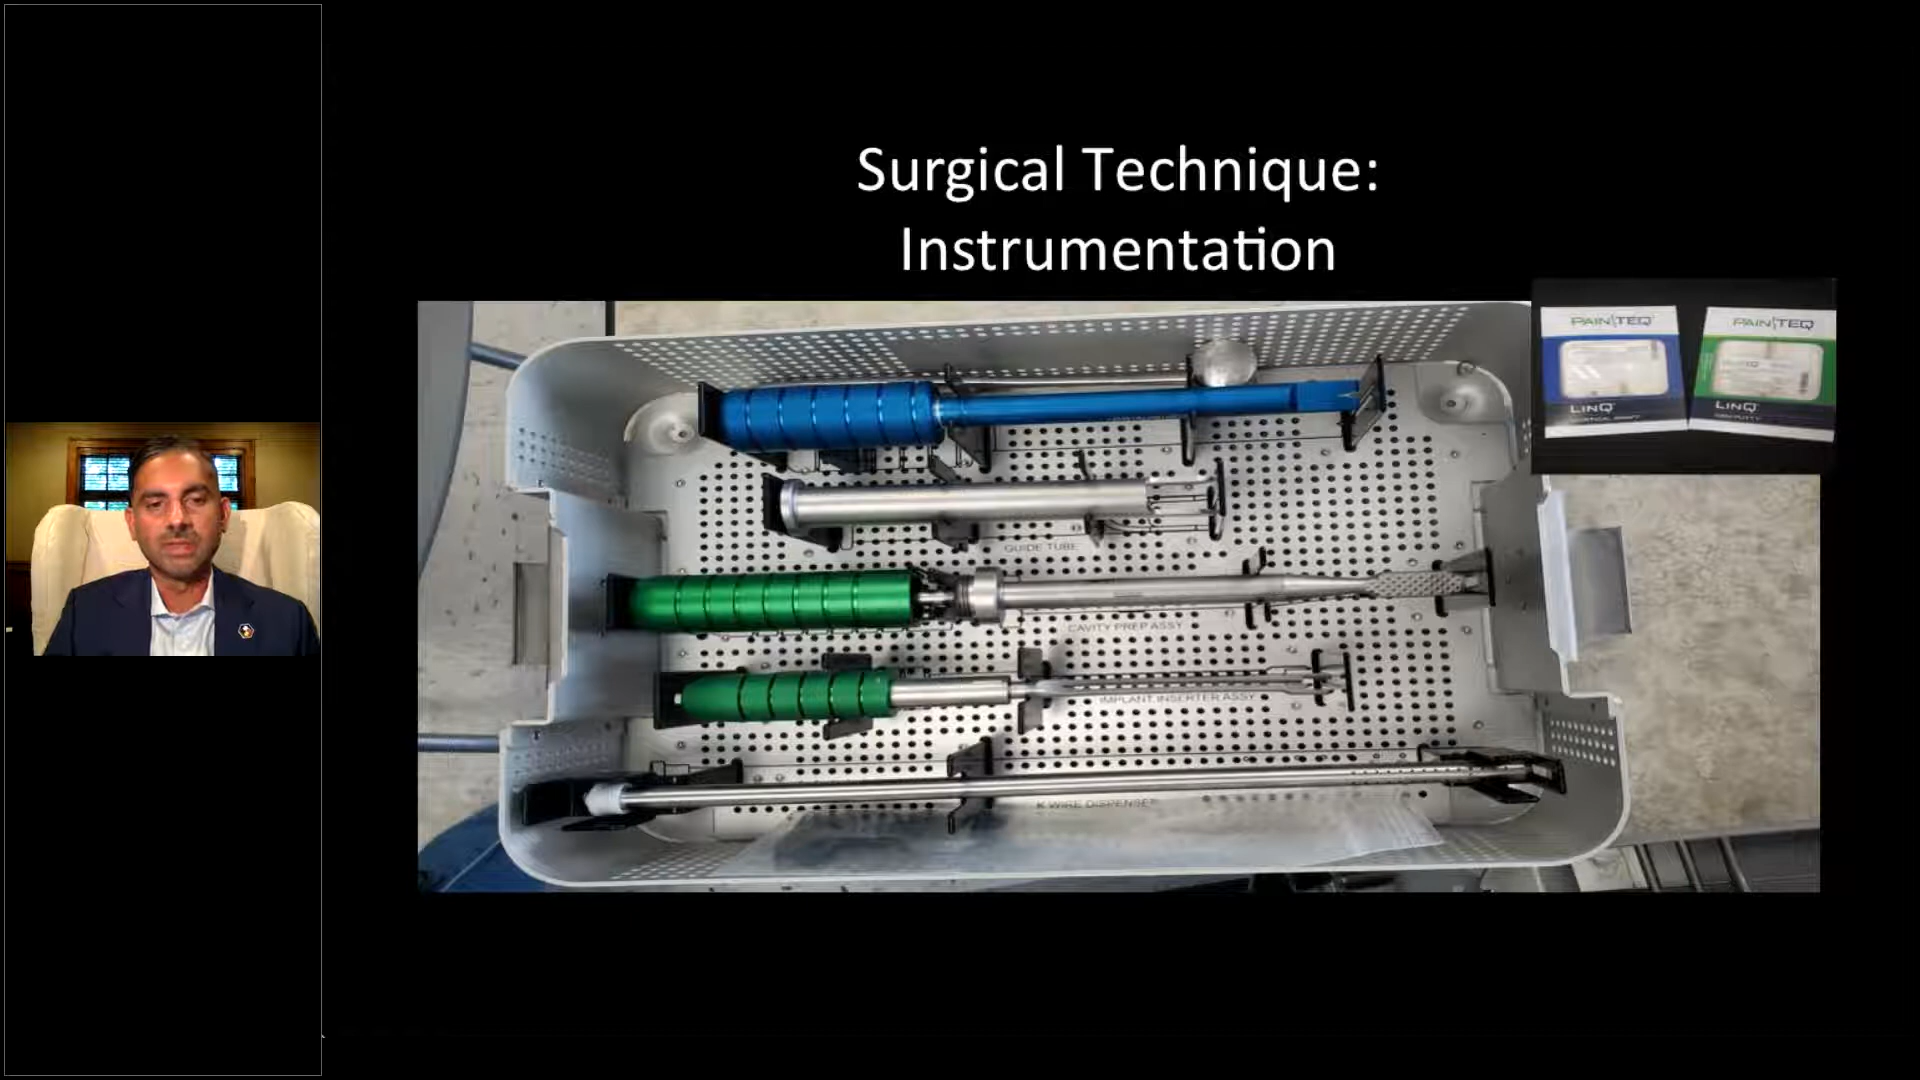 Surgical Technique:
Instrumentation
PAIN TEQ
PAIN TEQ
LINQ
LINQ
GUIDE TUBE
CAVITY PREP ASSY
IMPLANT INSERTER ASSY
K WIRE DISPENSER